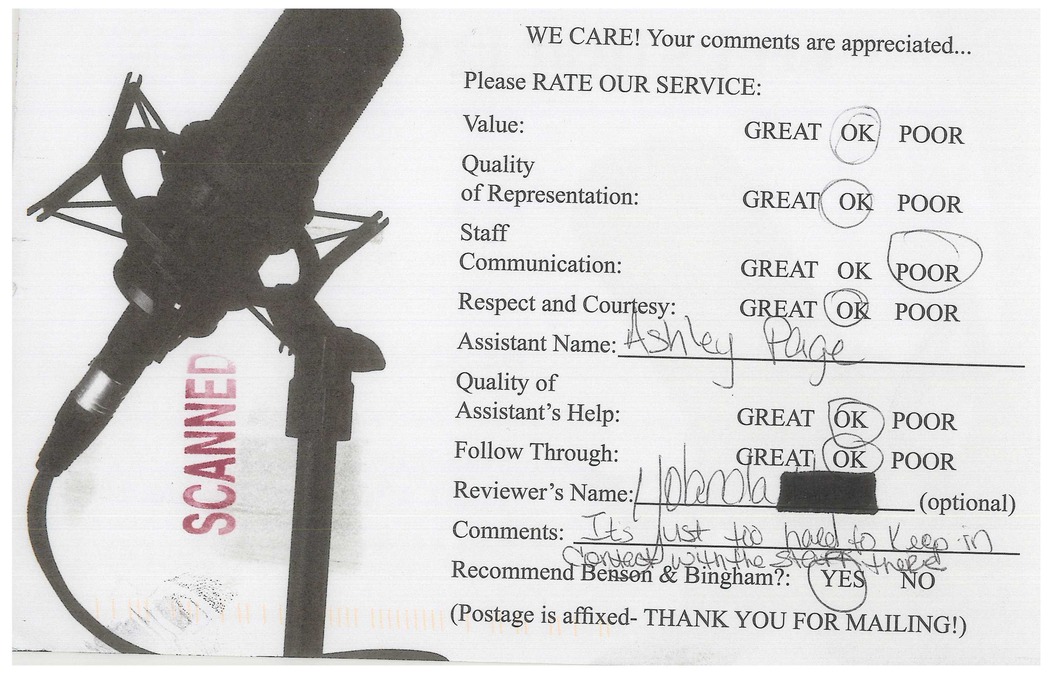 WE CARE! Your comments are appreciated...
Please RATE OUR SERVICE:
Value: GREAT OK POOR
Quality
of Representation: GREAT OK POOR
Staff
Communication: GREAT OK POOR
Respect and Courtesy: GREAT OK POOR
Assistant Name: Ashley Page
Quality of
Assistant's Help: GREAT OK POOR
Follow Through: GREAT OK POOR
Reviewer's Name: (optional)
Comments: It's just too hard to keep in
contact with the staff there
Recommend Benson & Bingham?: YES NO
(Postage is affixed- THANK YOU FOR MAILING!)
SCANNED